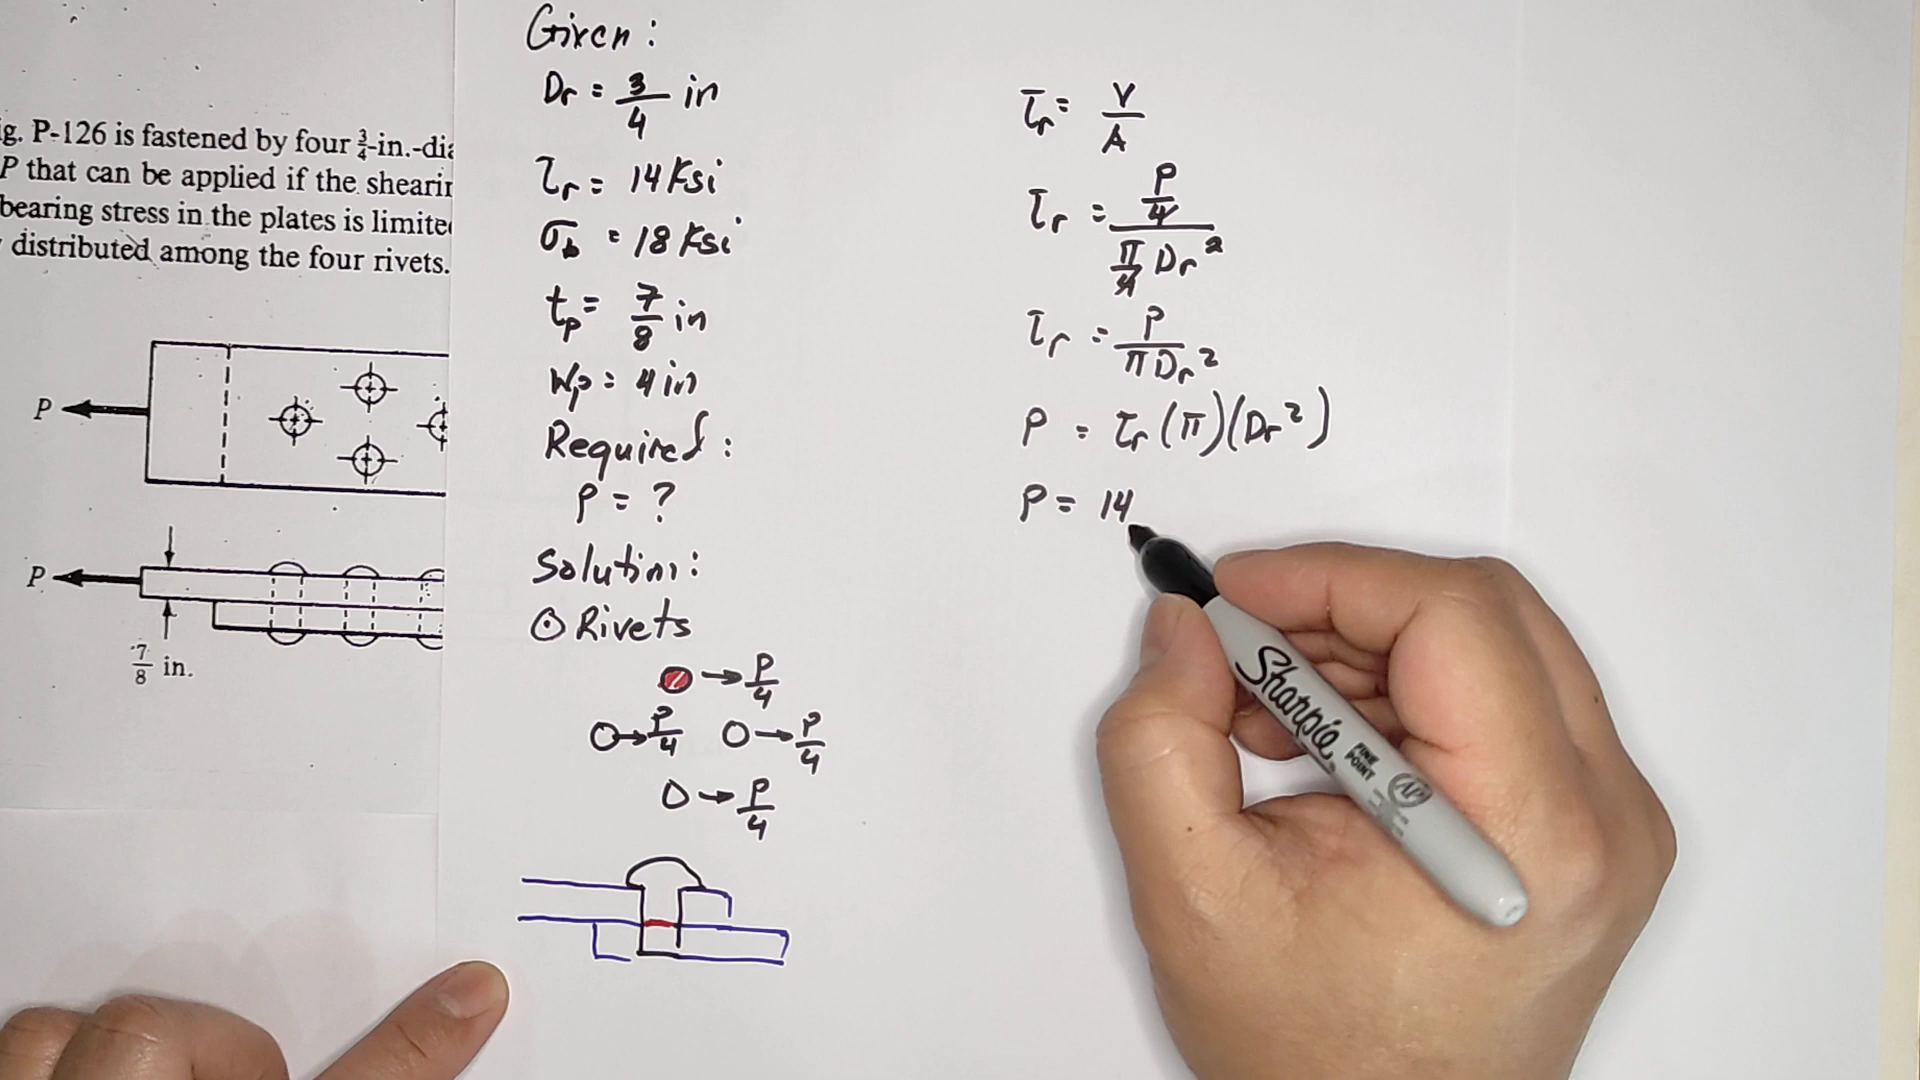 g. P-126 is fastened by four 3/4-in.-dia
P that can be applied if the shearin
bearing stress in the plates is limited
distributed among the four rivets.
P
P
7/8 in.
Given:
Dr = 3/4 in
τr = 14 Ksi
σb = 18 Ksi
tp = 7/8 in
Wp = 4 in
Required:
P = ?
Solution:
⊙ Rivets
→ P/4
→ P/4 → P/4
→ P/4
τr = V/A
τr = (P/4)/(π/4 Dr²)
τr = P/(πDr²)
P = τr (π)(Dr²)
P = 14
Sharpie
FINE POINT
AP